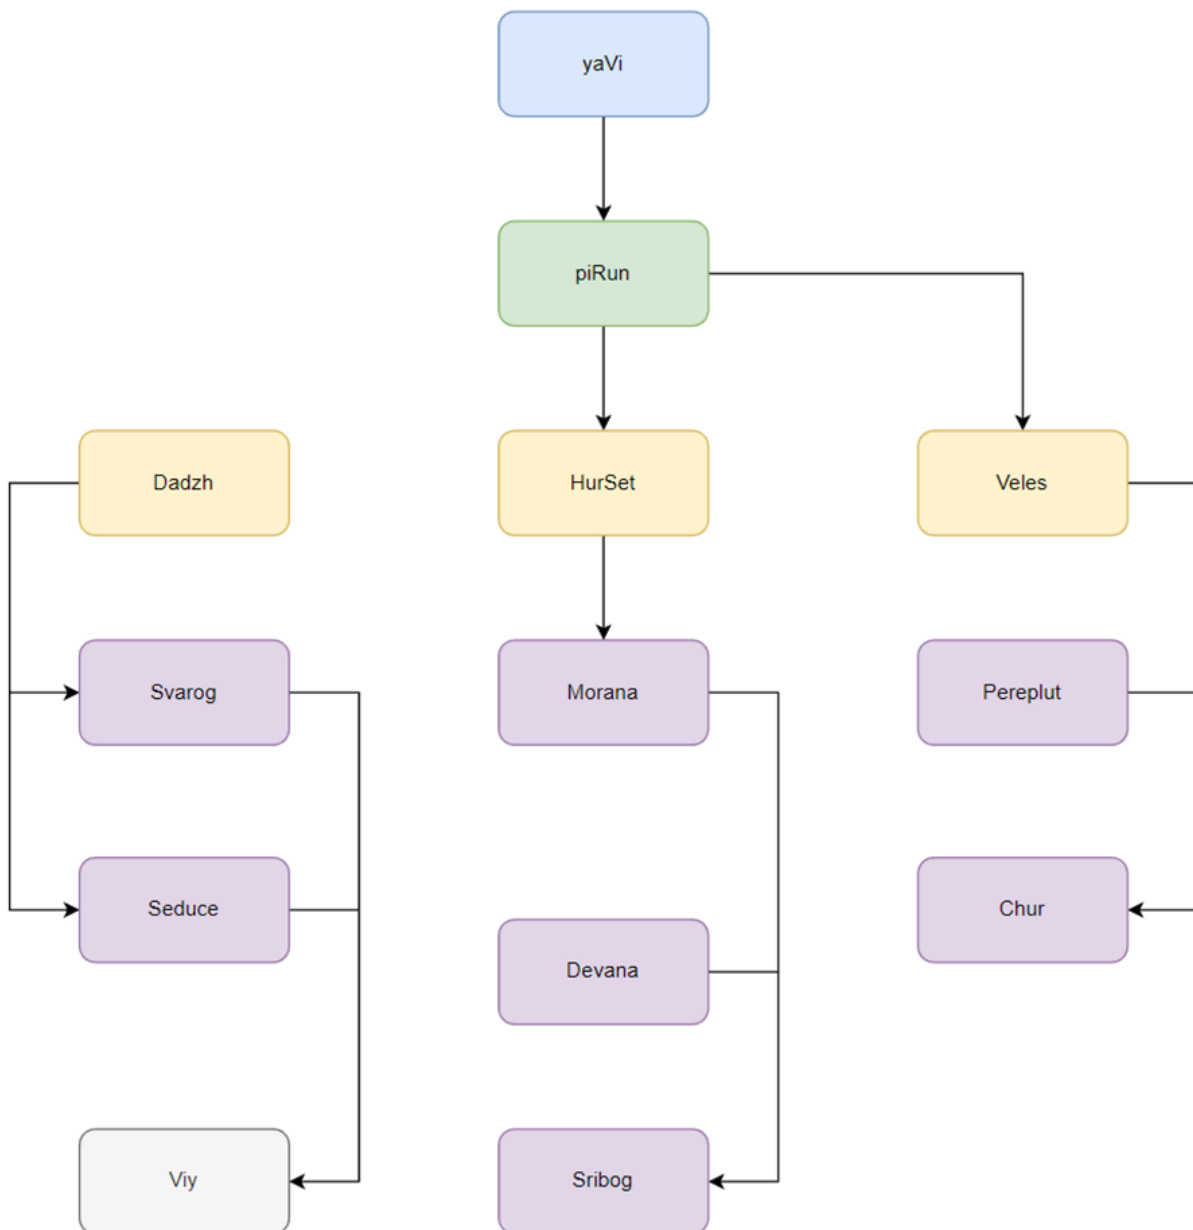 yaVi
piRun
Dadzh
HurSet
Veles
Svarog
Morana
Pereplut
Seduce
Chur
Devana
Viy
Sribog